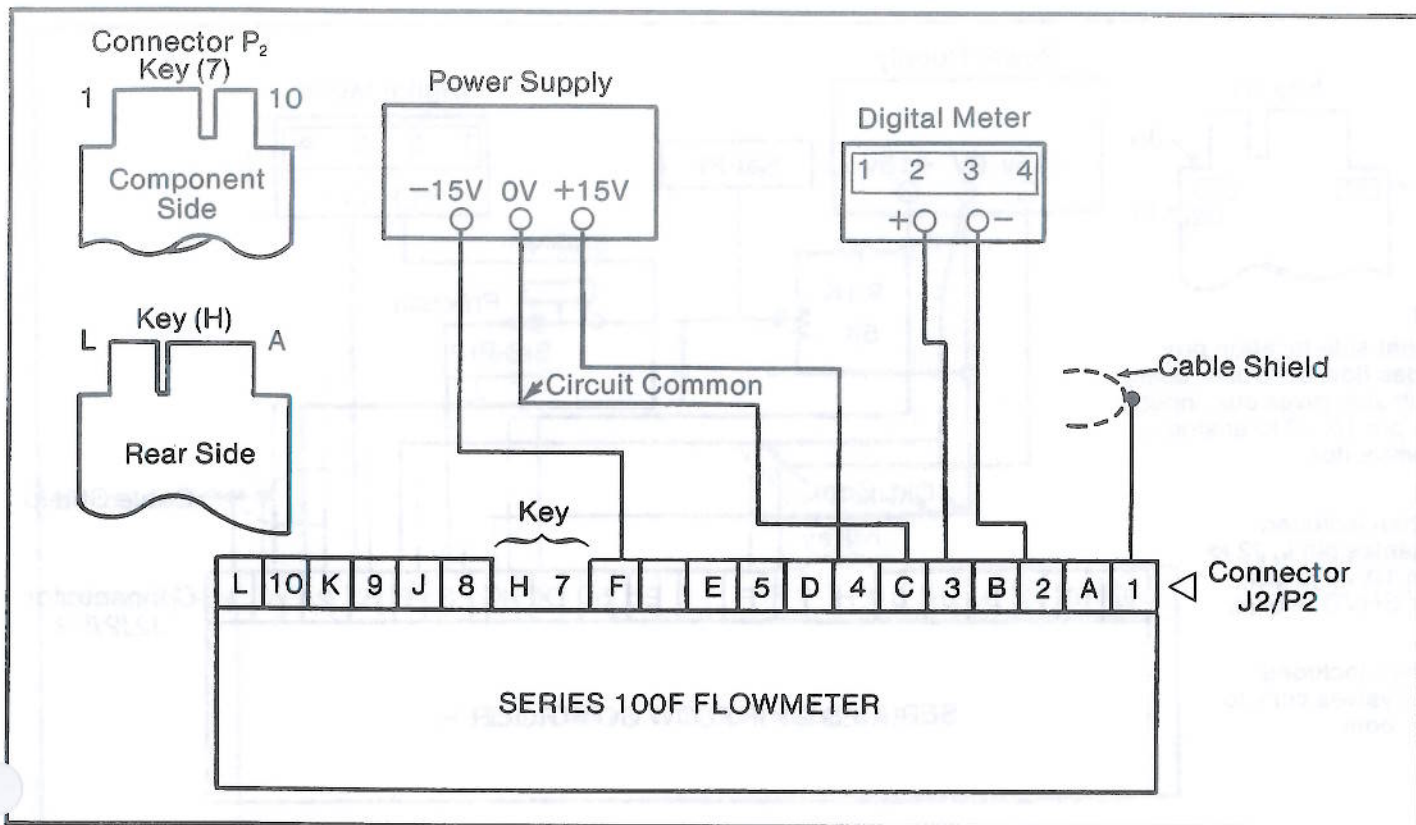 Connector P₂
Key (7)
1 10
Component
Side
Key (H)
L A
Rear Side
Power Supply
−15V 0V +15V
Digital Meter
1 2 3 4
+ −
Circuit Common
Cable Shield
Key
L 10 K 9 J 8 H 7 F E 5 D 4 C 3 B 2 A 1
Connector
J2/P2
SERIES 100F FLOWMETER